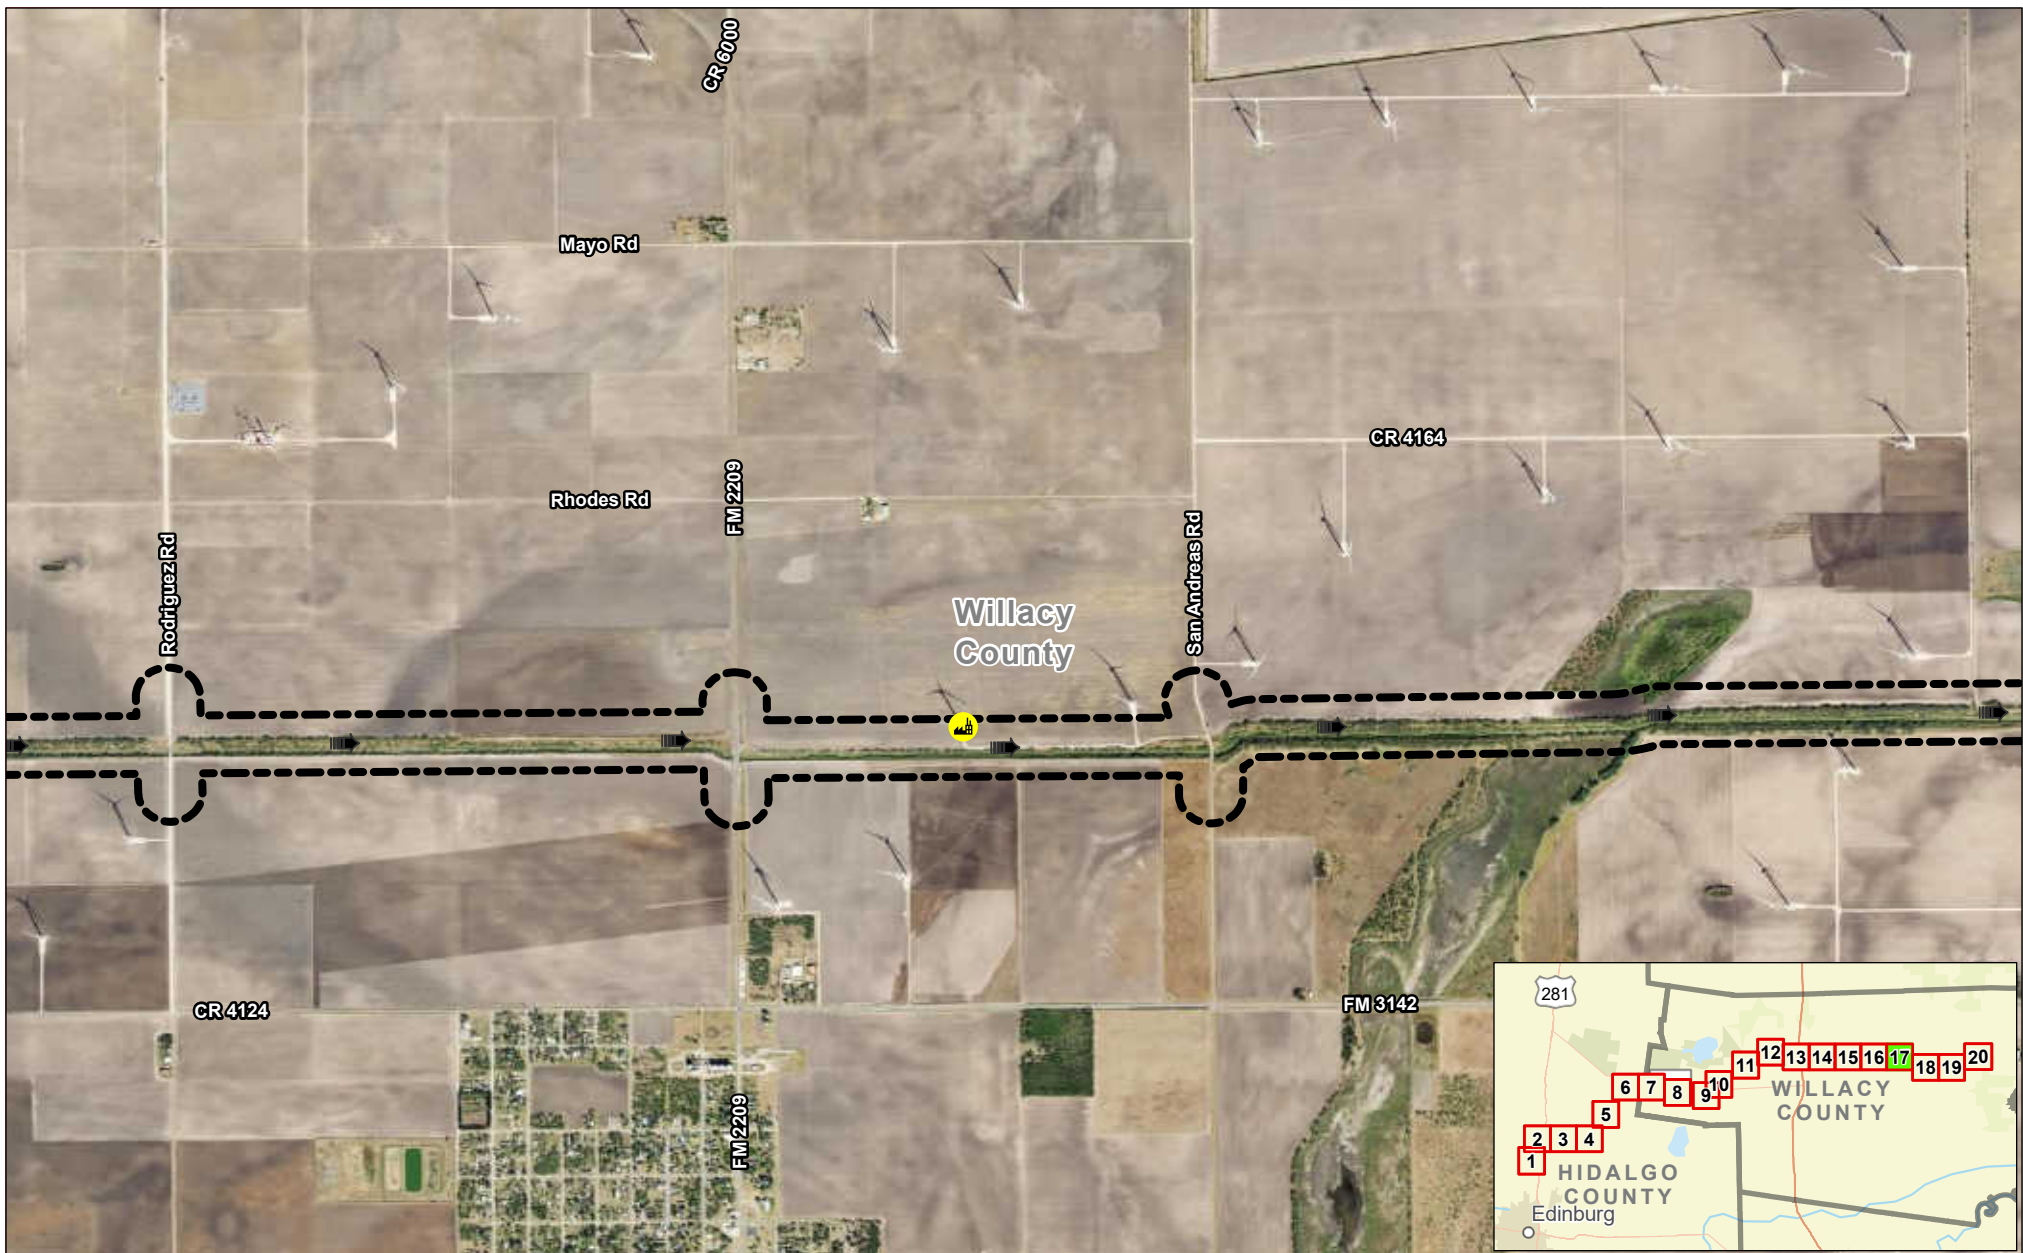 CR 6000
Mayo Rd
CR 4164
FM 2209
Rhodes Rd
Rodriguez Rd
San Andreas Rd
Willacy
County
CR 4124
FM 3142
FM 2209
281
1
2
3
4
5
6
7
8
9
10
11
12
13
14
15
16
17
18
19
20
WILLACY
COUNTY
HIDALGO
COUNTY
Edinburg